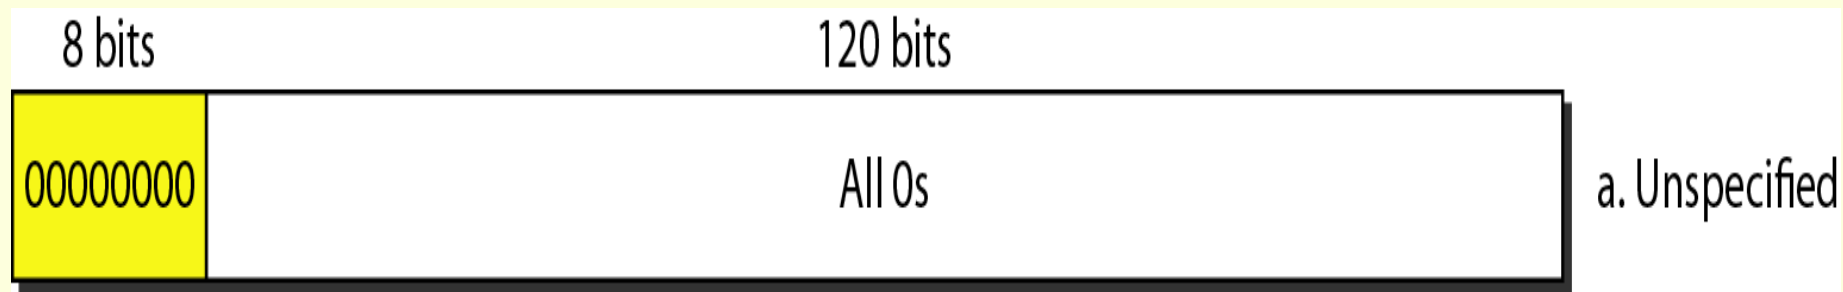 8 bits 120 bits
00000000 All 0s a. Unspecified